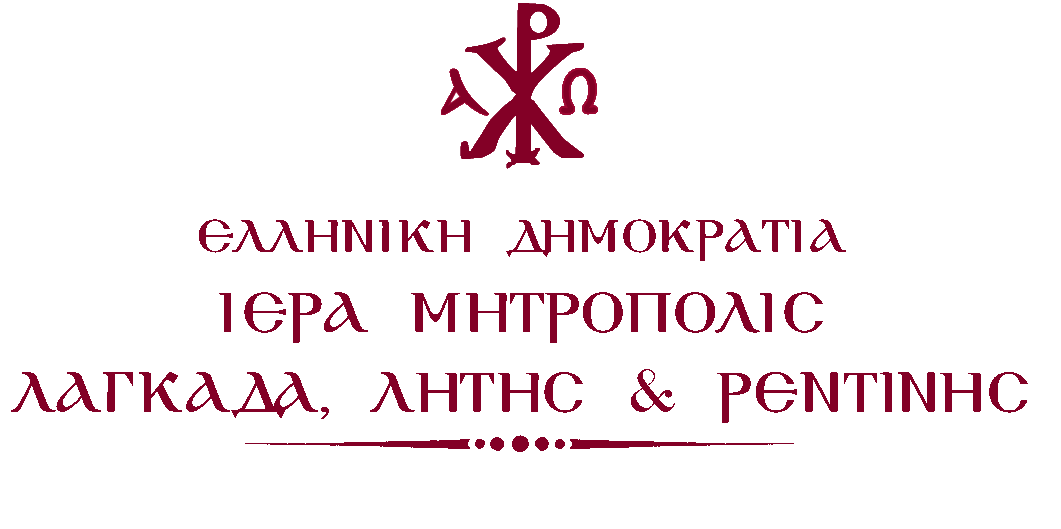 Α Ρ Ω
ΕΛΛΗΝΙΚΗ ΔΗΜΟΚΡΑΤΙΑ
ΙΕΡΑ ΜΗΤΡΟΠΟΛΙΣ
ΛΑΓΚΑΔΑ, ΛΗΤΗΣ & ΡΕΝΤΙΝΗΣ